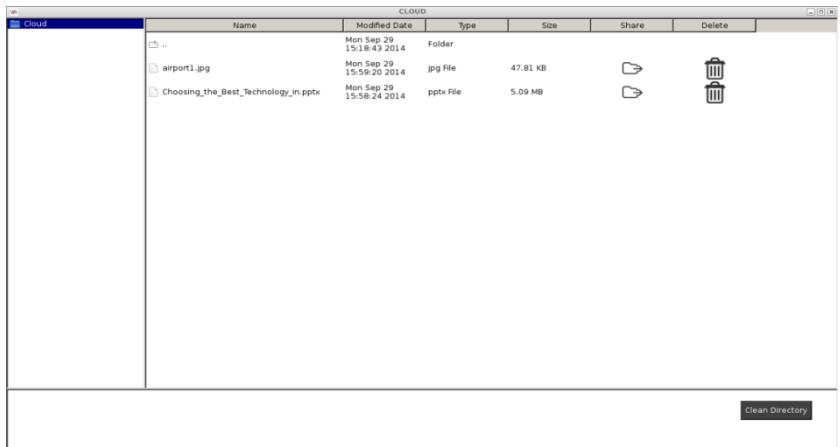 CLOUD
Cloud
Name Modified Date Type Size Share Delete
.. Mon Sep 29 15:18:43 2014 Folder
airport1.jpg Mon Sep 29 15:59:20 2014 jpg File 47.81 KB
Choosing_the_Best_Technology_in.pptx Mon Sep 29 15:58:24 2014 pptx File 5.09 MB
Clean Directory